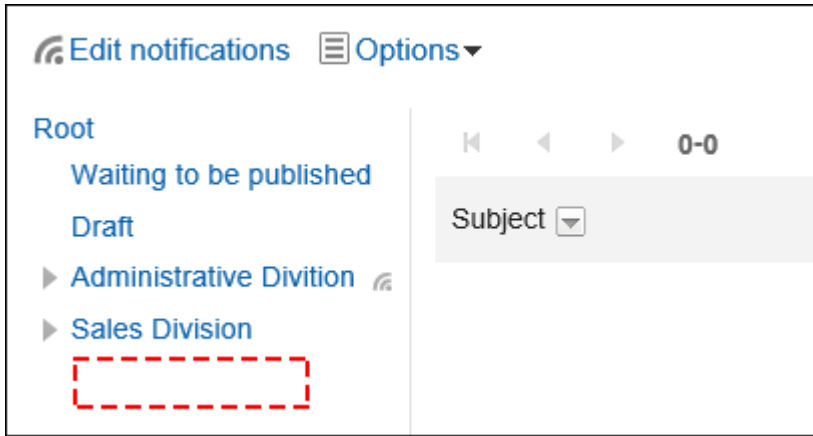 Edit notifications Options
Root
0-0
Waiting to be published
Subject
Draft
Administrative Divition
Sales Division